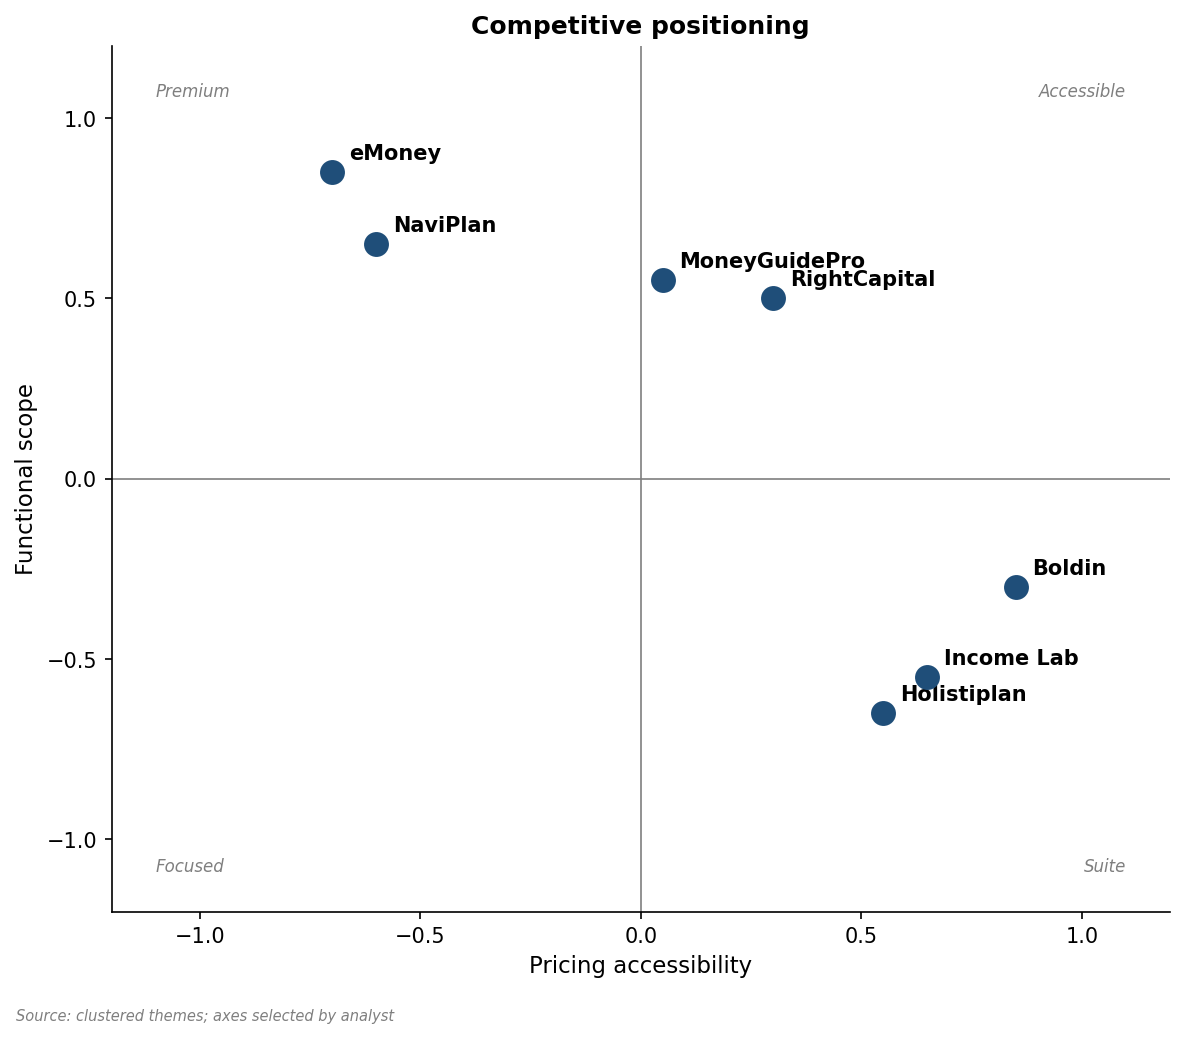 Competitive positioning
Premium
Accessible
1.0
eMoney
NaviPlan
MoneyGuidePro
RightCapital
0.5
Functional scope
0.0
Boldin
−0.5
Income Lab
Holistiplan
−1.0
Focused
Suite
−1.0 −0.5 0.0 0.5 1.0
Pricing accessibility
Source: clustered themes; axes selected by analyst